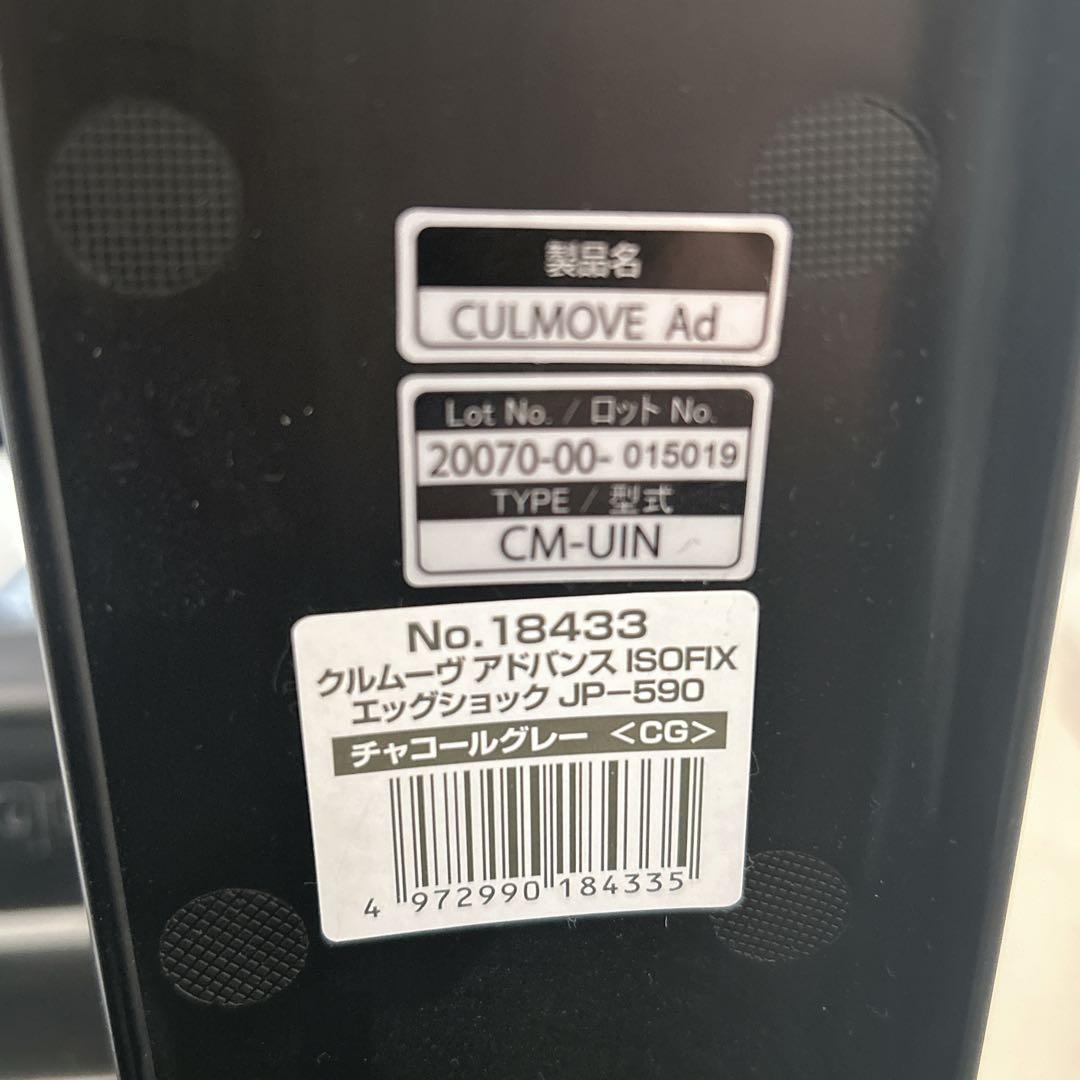 製品名
CULMOVE Ad
Lot No. / ロット No.
20070-00- 015019
TYPE / 型式
CM-UIN
No.18433
クルムーヴ アドバンス ISOFIX
エッグショック JP-590
チャコールグレー <CG>
4 972990 184335